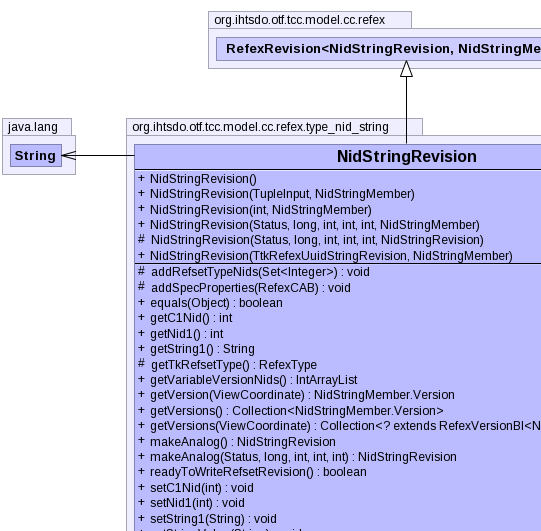 org.ihtsdo.otf.tcc.model.cc.refex
RefexRevision<NidStringRevision, NidStringMe
java.lang
String
org.ihtsdo.otf.tcc.model.cc.refex.type_nid_string
NidStringRevision
+ NidStringRevision()
+ NidStringRevision(TupleInput, NidStringMember)
+ NidStringRevision(int, NidStringMember)
+ NidStringRevision(Status, long, int, int, int, NidStringMember)
# NidStringRevision(Status, long, int, int, int, NidStringRevision)
+ NidStringRevision(TtkRefexUuidStringRevision, NidStringMember)
# addRefsetTypeNids(Set<Integer>) : void
# addSpecProperties(RefexCAB) : void
+ equals(Object) : boolean
+ getC1Nid() : int
+ getNid1() : int
+ getString1() : String
# getTkRefsetType() : RefexType
+ getVariableVersionNids() : IntArrayList
+ getVersion(ViewCoordinate) : NidStringMember.Version
+ getVersions() : Collection<NidStringMember.Version>
+ getVersions(ViewCoordinate) : Collection<? extends RefexVersionBI<N
+ makeAnalog() : NidStringRevision
+ makeAnalog(Status, long, int, int, int) : NidStringRevision
+ readyToWriteRefsetRevision() : boolean
+ setC1Nid(int) : void
+ setNid1(int) : void
+ setString1(String) : void